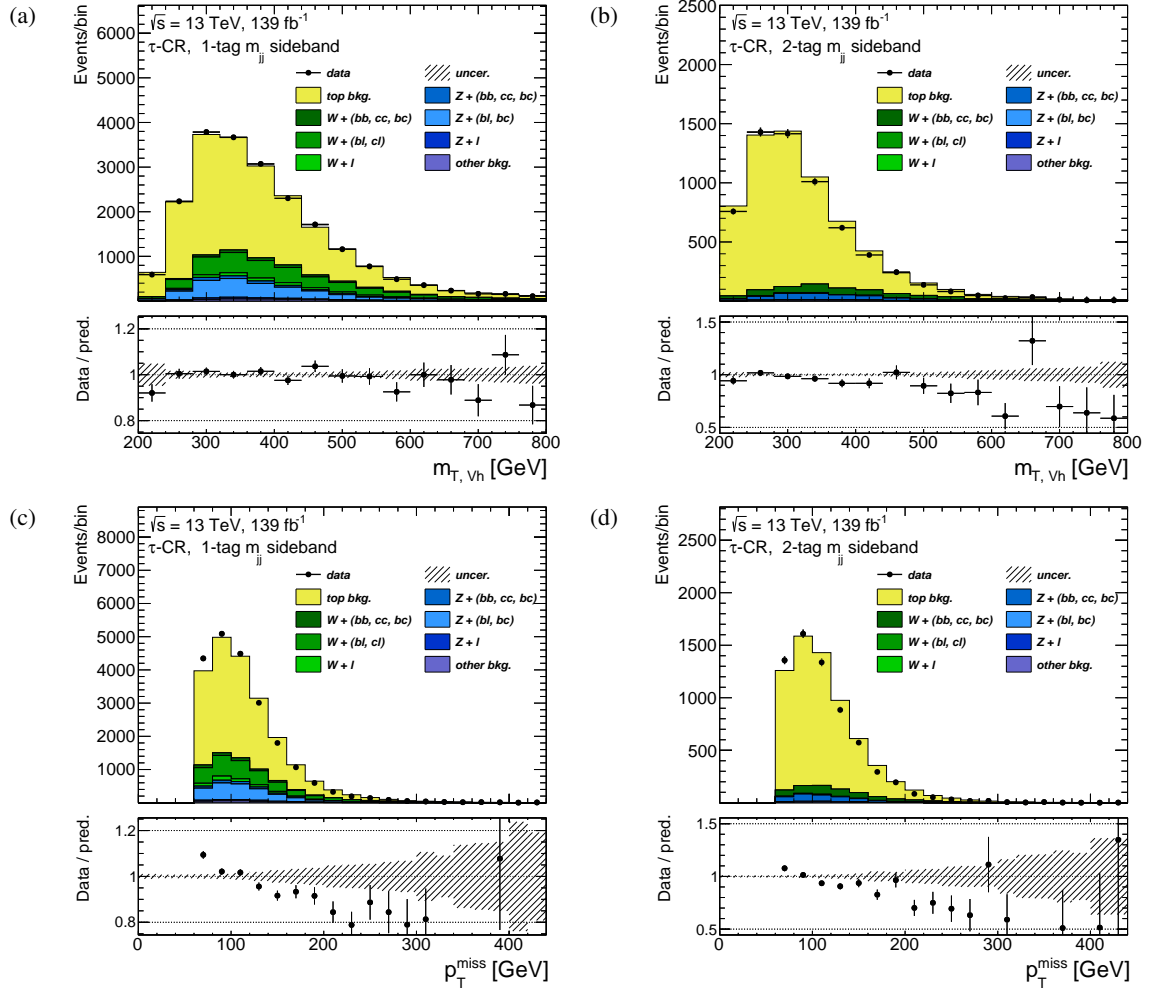 (a)
Events/bin
6000
5000
4000
3000
2000
1000
√s = 13 TeV, 139 fb-1
τ-CR, 1-tag mjj sideband
data
top bkg.
W + (bb, cc, bc)
W + (bl, cl)
W + l
uncer.
Z + (bb, cc, bc)
Z + (bl, bc)
Z + l
other bkg.
Data / pred.
1.2
1
0.8
200 300 400 500 600 700 800
mT, Vh [GeV]
(b)
Events/bin
2500
2000
1500
1000
500
√s = 13 TeV, 139 fb-1
τ-CR, 2-tag mjj sideband
data
top bkg.
W + (bb, cc, bc)
W + (bl, cl)
W + l
uncer.
Z + (bb, cc, bc)
Z + (bl, bc)
Z + l
other bkg.
Data / pred.
1.5
1
0.5
200 300 400 500 600 700 800
mT, Vh [GeV]
(c)
Events/bin
8000
7000
6000
5000
4000
3000
2000
1000
√s = 13 TeV, 139 fb-1
τ-CR, 1-tag mjj sideband
data
top bkg.
W + (bb, cc, bc)
W + (bl, cl)
W + l
uncer.
Z + (bb, cc, bc)
Z + (bl, bc)
Z + l
other bkg.
Data / pred.
1.2
1
0.8
0 100 200 300 400
pTmiss [GeV]
(d)
Events/bin
2500
2000
1500
1000
500
√s = 13 TeV, 139 fb-1
τ-CR, 2-tag mjj sideband
data
top bkg.
W + (bb, cc, bc)
W + (bl, cl)
W + l
uncer.
Z + (bb, cc, bc)
Z + (bl, bc)
Z + l
other bkg.
Data / pred.
1.5
1
0.5
0 100 200 300 400
pTmiss [GeV]